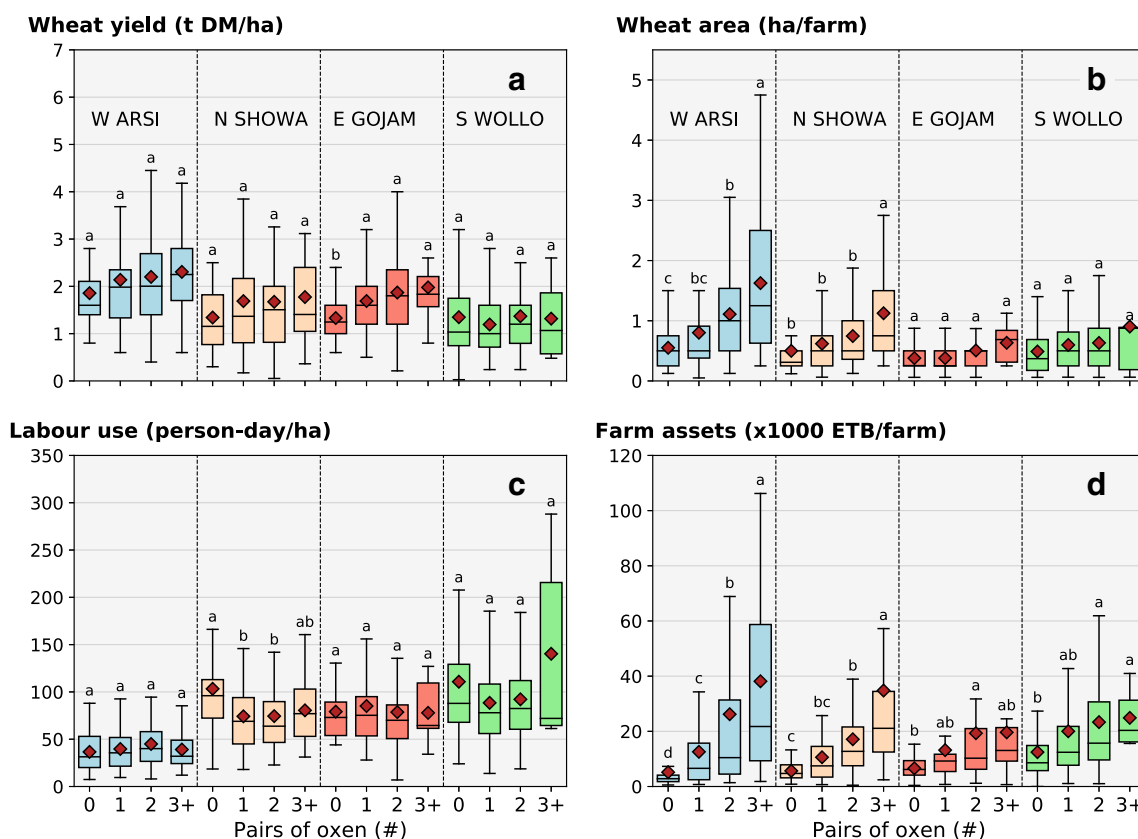 Wheat yield (t DM/ha)
7
6
5
4
3
2
1
0
a
W ARSI
N SHOWA
E GOJAM
S WOLLO
a a a a
a a a a
b a a a
a a a a
Wheat area (ha/farm)
5
4
3
2
1
0
b
W ARSI
N SHOWA
E GOJAM
S WOLLO
c bc b a
b b b a
a a a a
a a a a
Labour use (person-day/ha)
350
300
250
200
150
100
50
0
c
a a a a
a b b ab
a a a a
a a a a
0 1 2 3+ 0 1 2 3+ 0 1 2 3+ 0 1 2 3+
Pairs of oxen (#)
Farm assets (x1000 ETB/farm)
120
100
80
60
40
20
0
d
d c b a
c bc b a
b ab a ab
b ab a a
0 1 2 3+ 0 1 2 3+ 0 1 2 3+ 0 1 2 3+
Pairs of oxen (#)